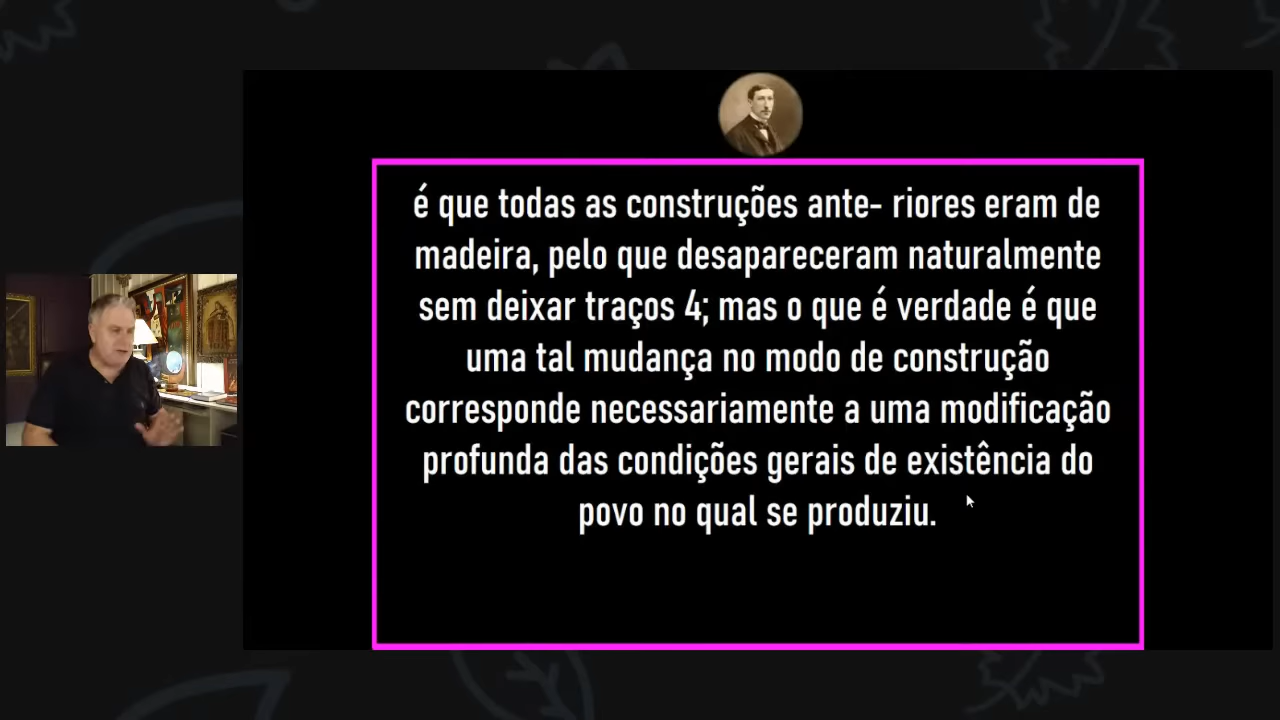 é que todas as construções ante- riores eram de
madeira, pelo que desapareceram naturalmente
sem deixar traços 4; mas o que é verdade é que
uma tal mudança no modo de construção
corresponde necessariamente a uma modificação
profunda das condições gerais de existência do
povo no qual se produziu.